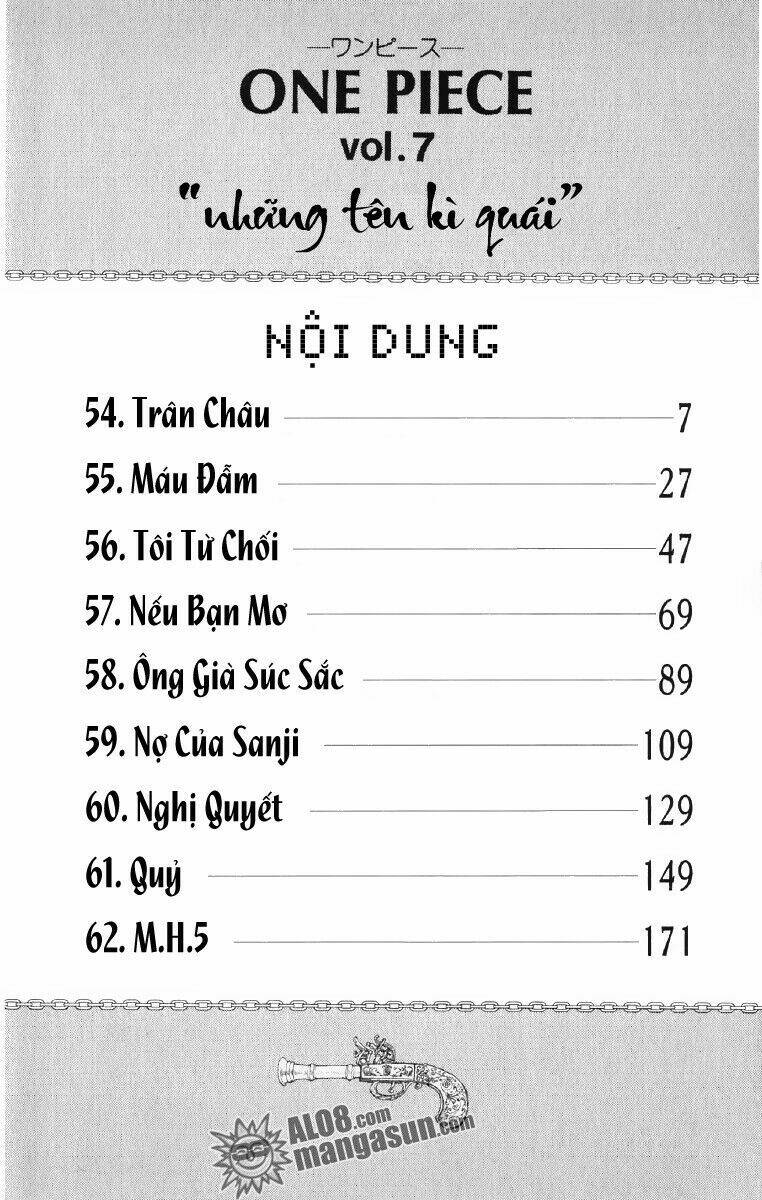 ワンピース
ONE PIECE
vol.7
“những tên kì quái”
NỘI DUNG
54. Trân Châu 7
55. Máu Đẫm 27
56. Tôi Từ Chối 47
57. Nếu Bạn Mơ 69
58. Ông Già Súc Sắc 89
59. Nợ Của Sanji 109
60. Nghị Quyết 129
61. Quỷ 149
62. M.H.5 171
ALO8.com
mangasun.com